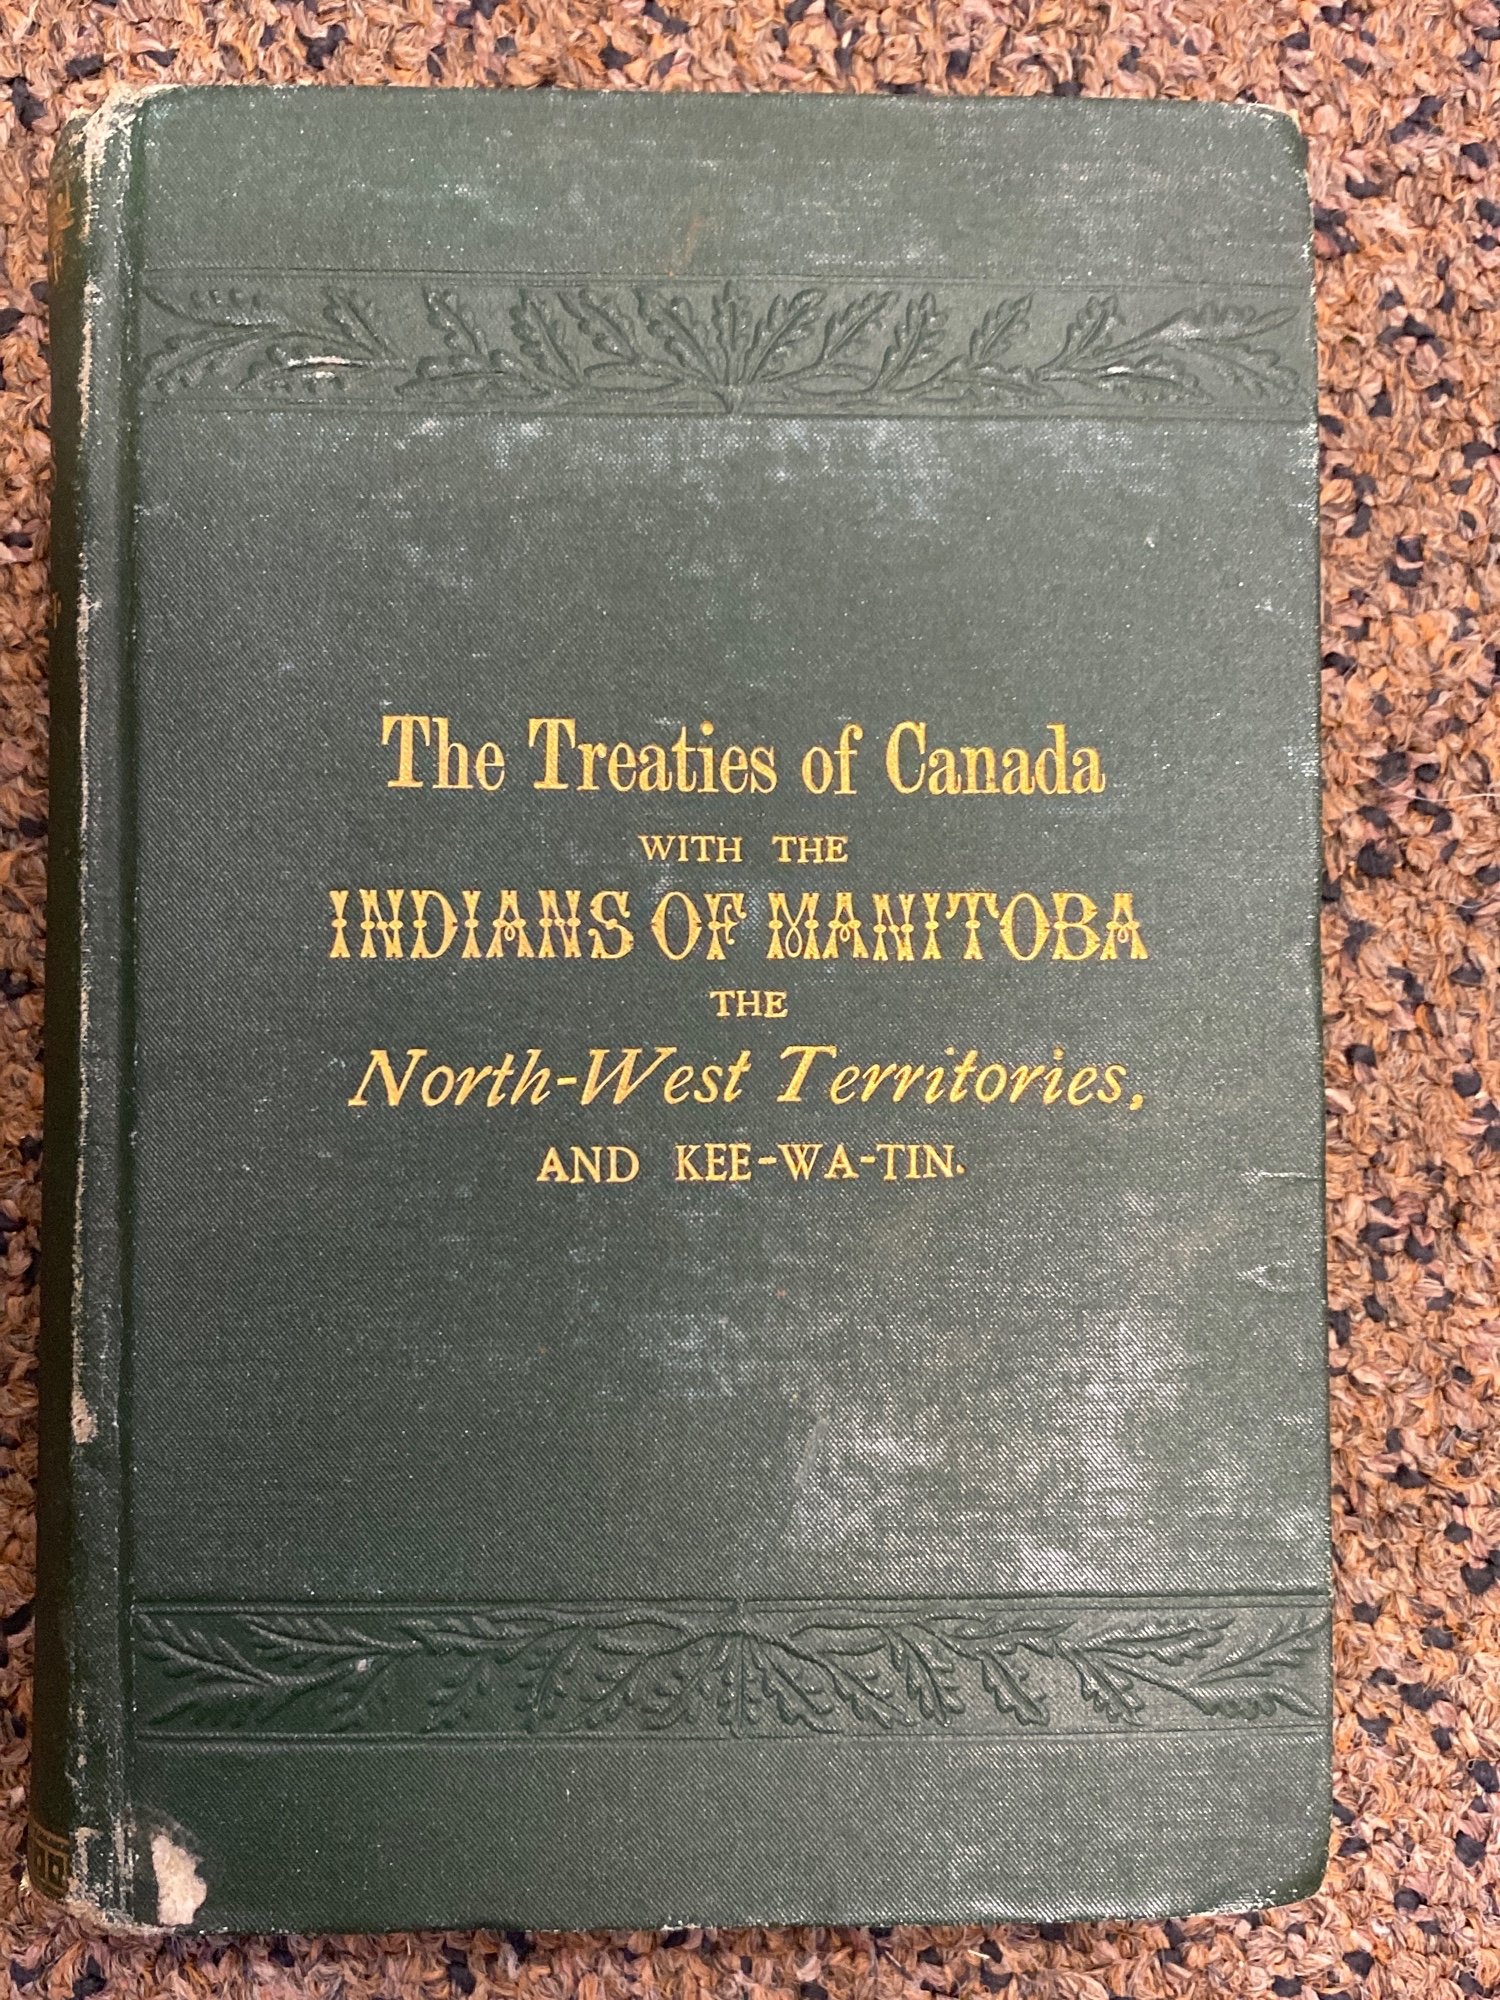 The Treaties of Canada
WITH THE
INDIANS OF MANITOBA
THE
North-West Territories,
AND KEE-WA-TIN.